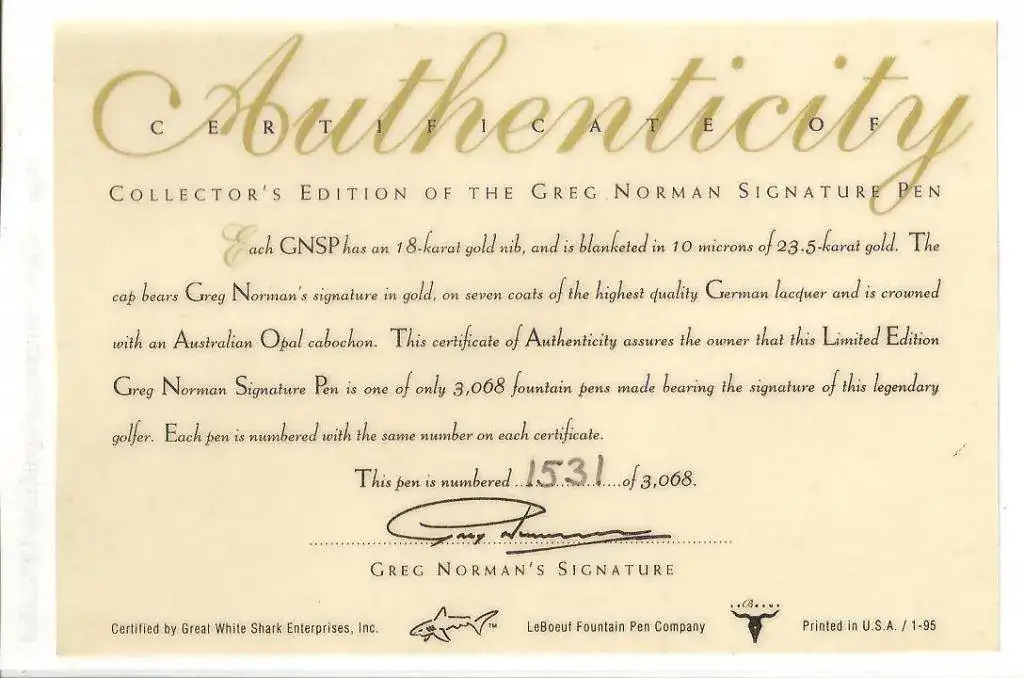 Authenticity
CERTIFICATE OF
COLLECTOR'S EDITION OF THE GREG NORMAN SIGNATURE PEN
Each GNSP has an 18-karat gold nib, and is blanketed in 10 microns of 23.5-karat gold. The
cap bears Greg Norman's signature in gold, on seven coats of the highest quality German lacquer and is crowned
with an Australian Opal cabochon. This certificate of Authenticity assures the owner that this Limited Edition
Greg Norman Signature Pen is one of only 3,068 fountain pens made bearing the signature of this legendary
golfer. Each pen is numbered with the same number on each certificate.
This pen is numbered ...1531....of 3,068.
Greg Norman
GREG NORMAN'S SIGNATURE
LeBoeuf
Certified by Great White Shark Enterprises, Inc. TM LeBoeuf Fountain Pen Company Printed in U.S.A. / 1-95